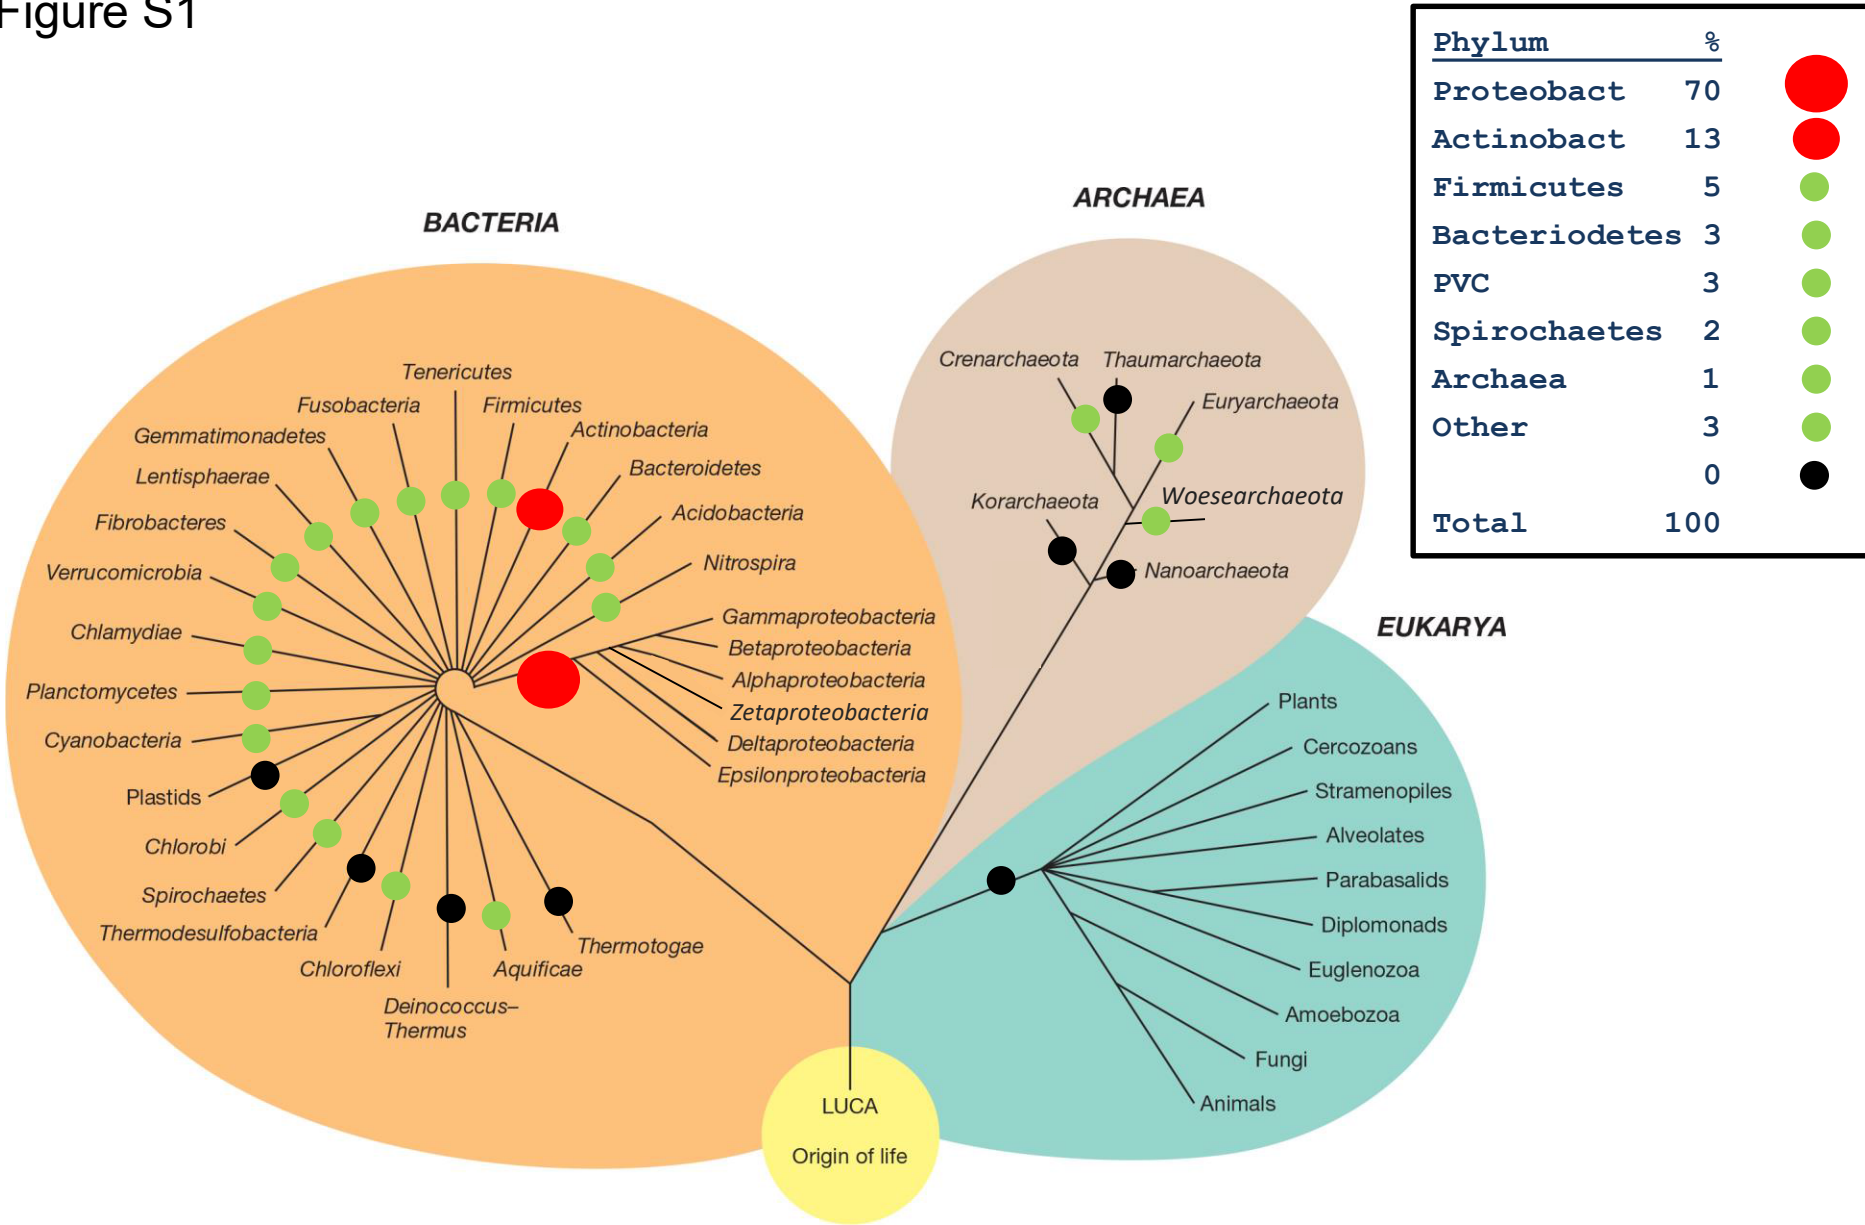 Figure S1
Phylum %
Proteobact 70
Actinobact 13
Firmicutes 5
Bacteriodetes 3
PVC 3
Spirochaetes 2
Archaea 1
Other 3
0
Total 100
BACTERIA
Tenericutes
Fusobacteria
Firmicutes
Gemmatimonadetes
Actinobacteria
Lentisphaerae
Bacteroidetes
Fibrobacteres
Acidobacteria
Verrucomicrobia
Nitrospira
Chlamydiae
Gammaproteobacteria
Betaproteobacteria
Planctomycetes
Alphaproteobacteria
Zetaproteobacteria
Cyanobacteria
Deltaproteobacteria
Epsilonproteobacteria
Plastids
Chlorobi
Spirochaetes
Thermodesulfobacteria
Chloroflexi
Deinococcus–
Thermus
Aquificae
Thermotogae
ARCHAEA
Crenarchaeota
Thaumarchaeota
Euryarchaeota
Korarchaeota
Woesearchaeota
Nanoarchaeota
EUKARYA
Plants
Cercozoans
Stramenopiles
Alveolates
Parabasalids
Diplomonads
Euglenozoa
Amoebozoa
Fungi
Animals
LUCA
Origin of life